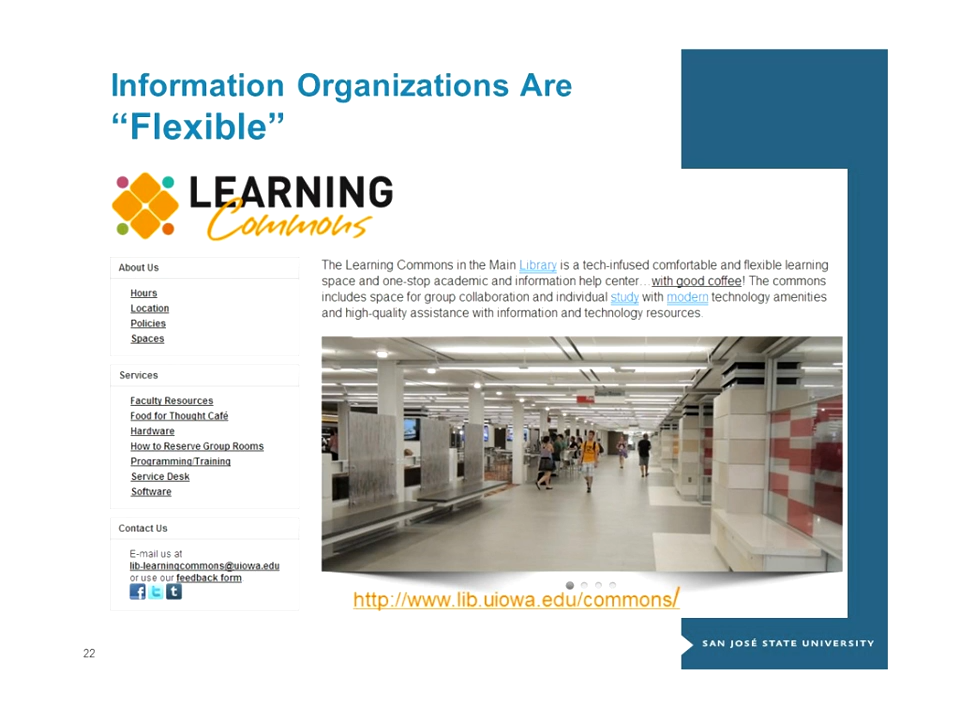 Information Organizations Are
“Flexible”
LEARNING
Commons
About Us
Hours
Location
Policies
Spaces
Services
Faculty Resources
Food for Thought Café
Hardware
How to Reserve Group Rooms
Programming/Training
Service Desk
Software
Contact Us
E-mail us at
lib-learningcommons@uiowa.edu
or use our feedback form
The Learning Commons in the Main Library is a tech-infused comfortable and flexible learning
space and one-stop academic and information help center…with good coffee! The commons
includes space for group collaboration and individual study with modern technology amenities
and high-quality assistance with information and technology resources.
http://www.lib.uiowa.edu/commons/
SAN JOSÉ STATE UNIVERSITY
22